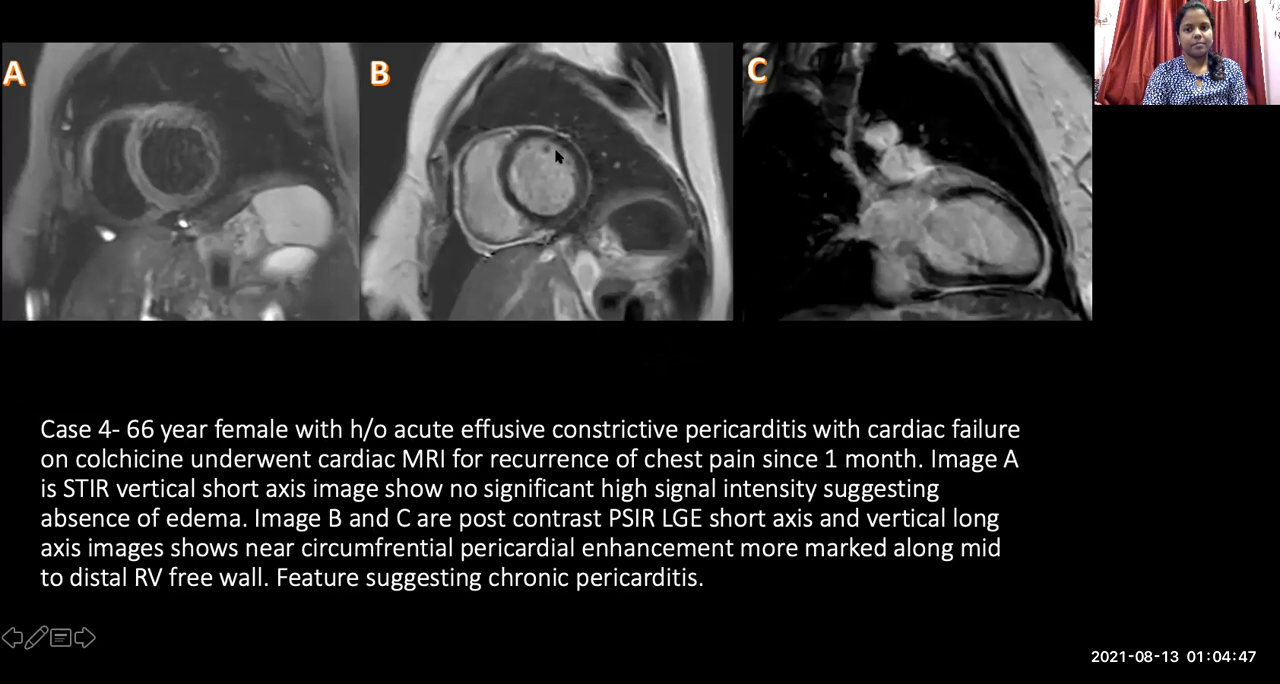 A
B
C
Case 4- 66 year female with h/o acute effusive constrictive pericarditis with cardiac failure
on colchicine underwent cardiac MRI for recurrence of chest pain since 1 month. Image A
is STIR vertical short axis image show no significant high signal intensity suggesting
absence of edema. Image B and C are post contrast PSIR LGE short axis and vertical long
axis images shows near circumfrential pericardial enhancement more marked along mid
to distal RV free wall. Feature suggesting chronic pericarditis.
2021-08-13 01:04:47